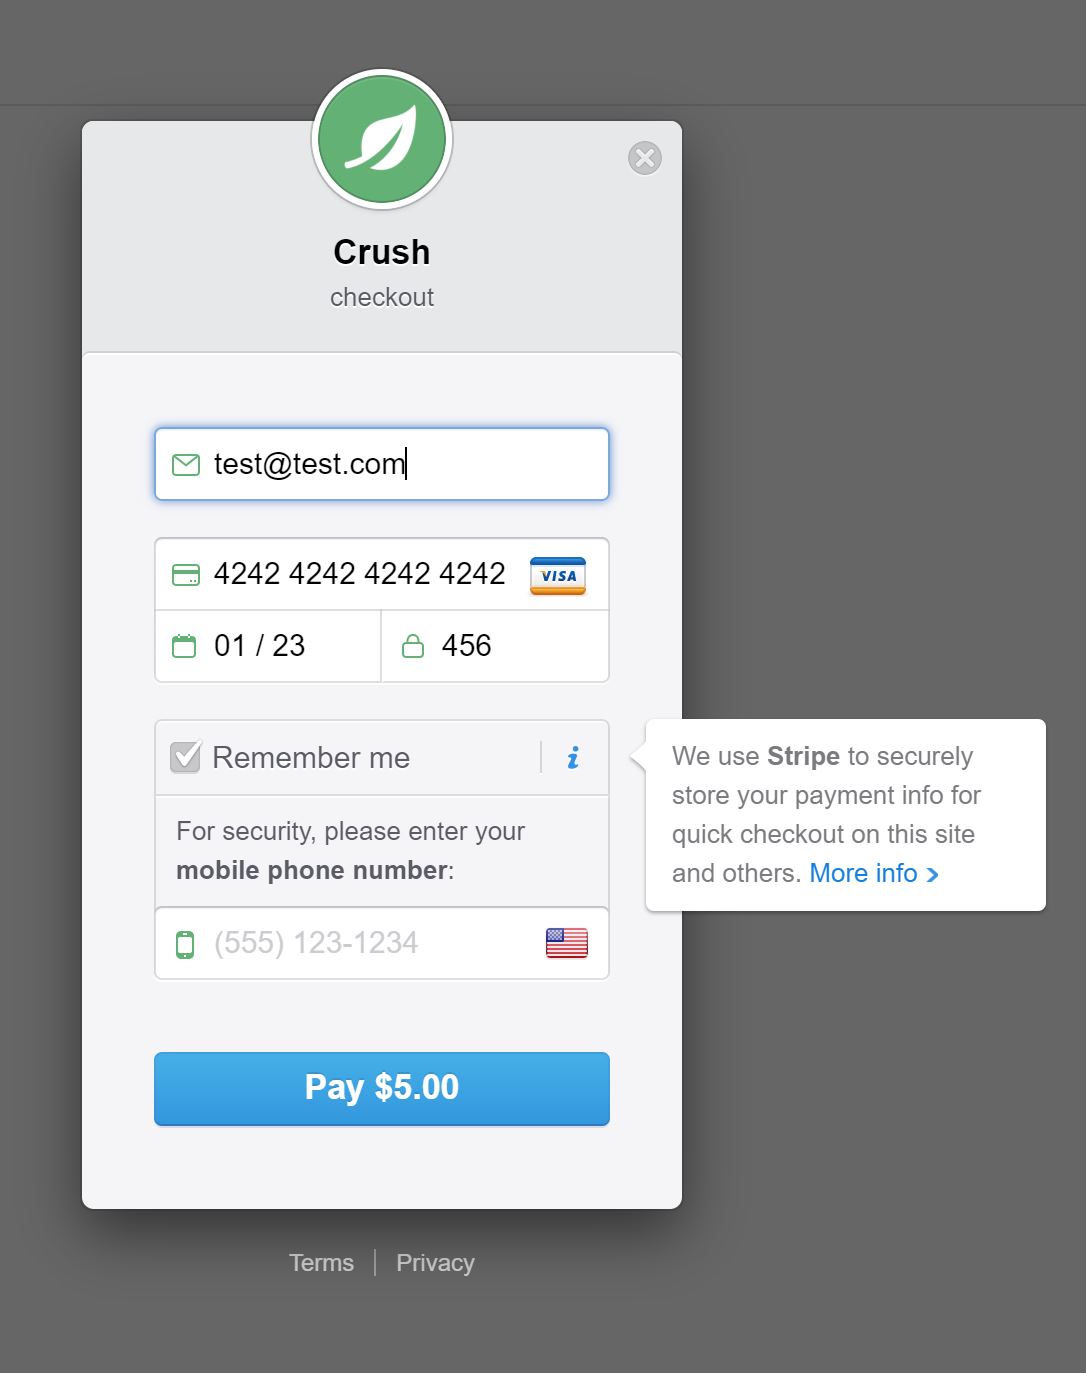 Crush
checkout
test@test.com
4242 4242 4242 4242 VISA
01 / 23 456
Remember me i
For security, please enter your
mobile phone number:
(555) 123-1234
We use Stripe to securely
store your payment info for
quick checkout on this site
and others. More info ›
Pay $5.00
Terms | Privacy